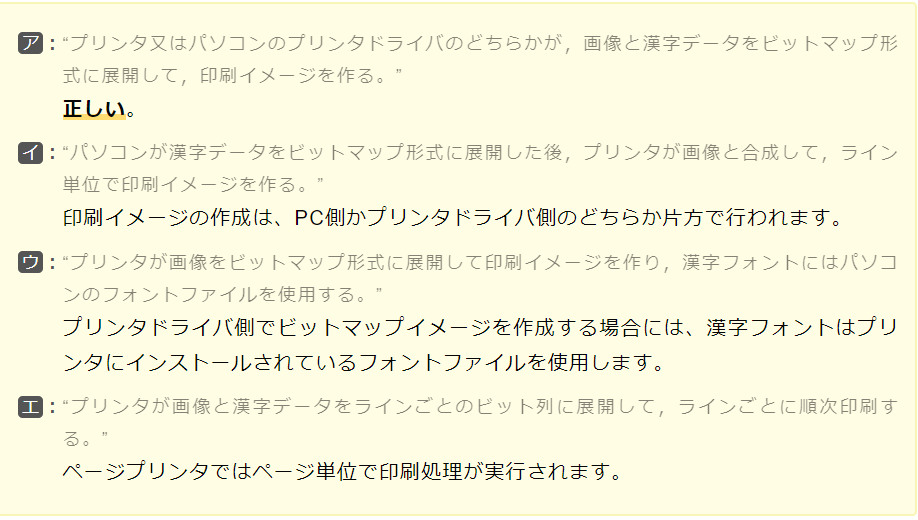 ア：“プリンタ又はパソコンのプリンタドライバのどちらかが，画像と漢字データをビットマップ形
式に展開して，印刷イメージを作る。”
正しい。
イ：“パソコンが漢字データをビットマップ形式に展開した後，プリンタが画像と合成して，ライン
単位で印刷イメージを作る。”
印刷イメージの作成は、PC側かプリンタドライバ側のどちらか片方で行われます。
ウ：“プリンタが画像をビットマップ形式に展開して印刷イメージを作り，漢字フォントにはパソコ
ンのフォントファイルを使用する。”
プリンタドライバ側でビットマップイメージを作成する場合には、漢字フォントはプリ
ンタにインストールされているフォントファイルを使用します。
エ：“プリンタが画像と漢字データをラインごとのビット列に展開して，ラインごとに順次印刷す
る。”
ページプリンタではページ単位で印刷処理が実行されます。